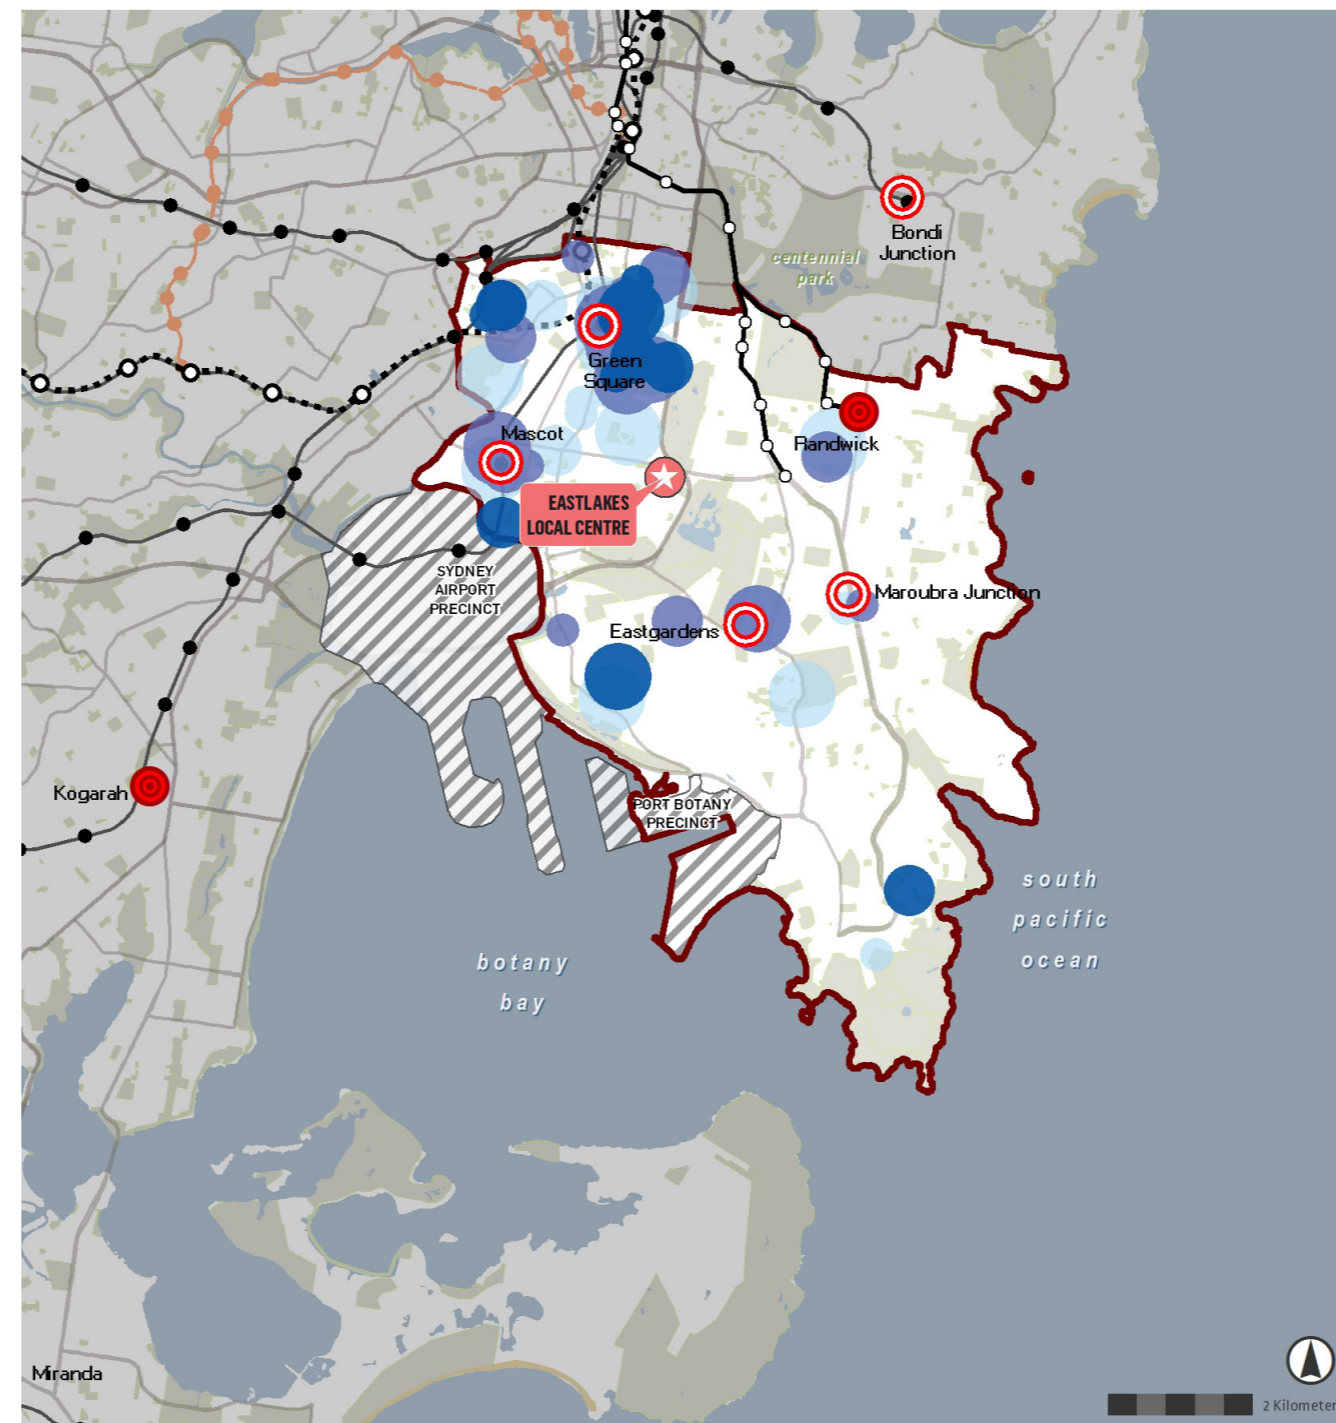 Bondi
Junction
centennial
park
Green
Square
Mascot
Randwick
EASTLAKES
LOCAL CENTRE
SYDNEY
AIRPORT
PRECINCT
Maroubra Junction
Eastgardens
Kogarah
PORT BOTANY
PRECINCT
south
pacific
ocean
botany
bay
Miranda
2 Kilometer